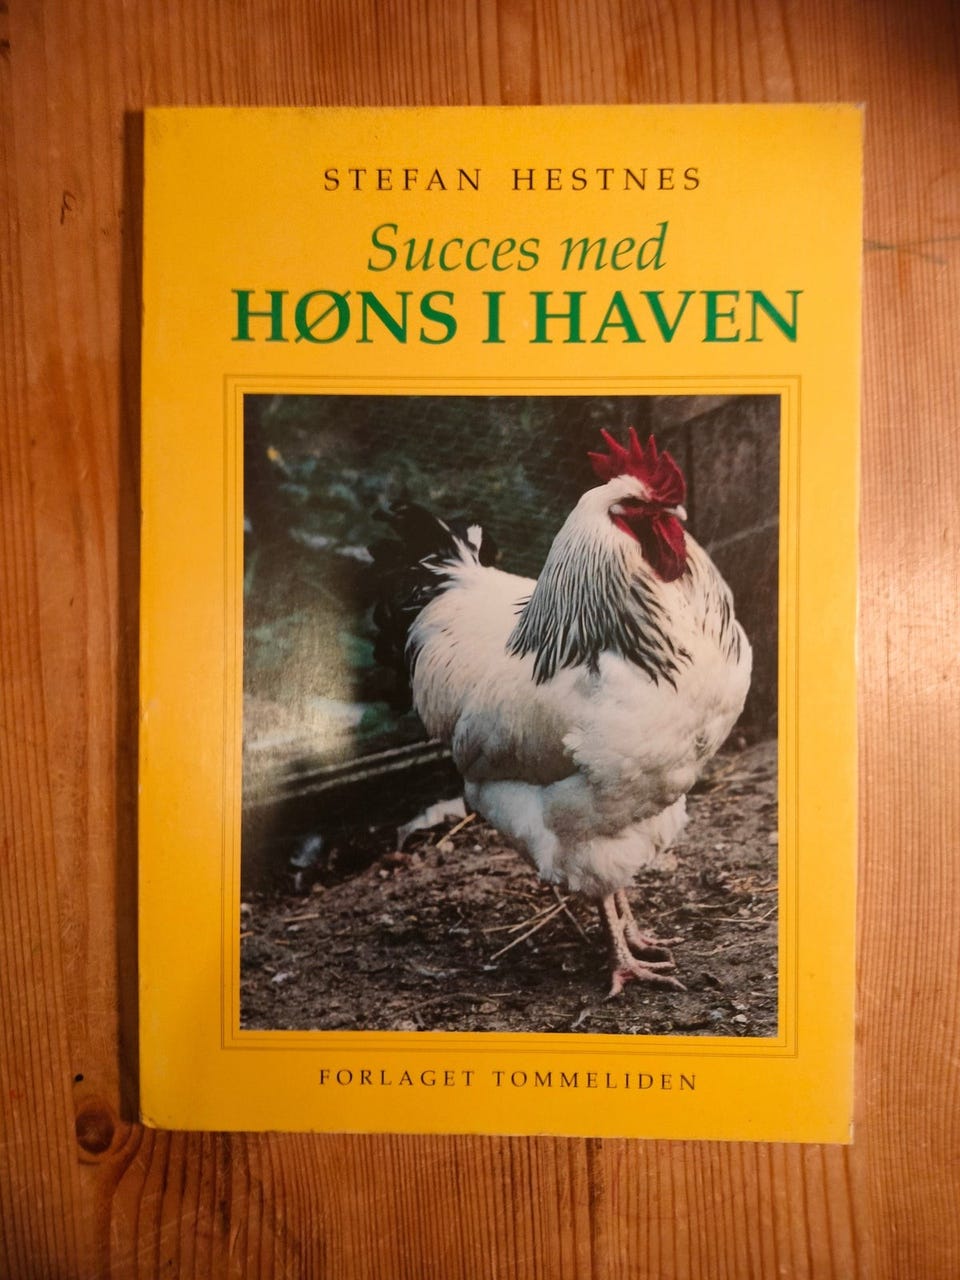 STEFAN HESTNES
Succes med
HØNS I HAVEN
FORLAGET TOMMELIDEN